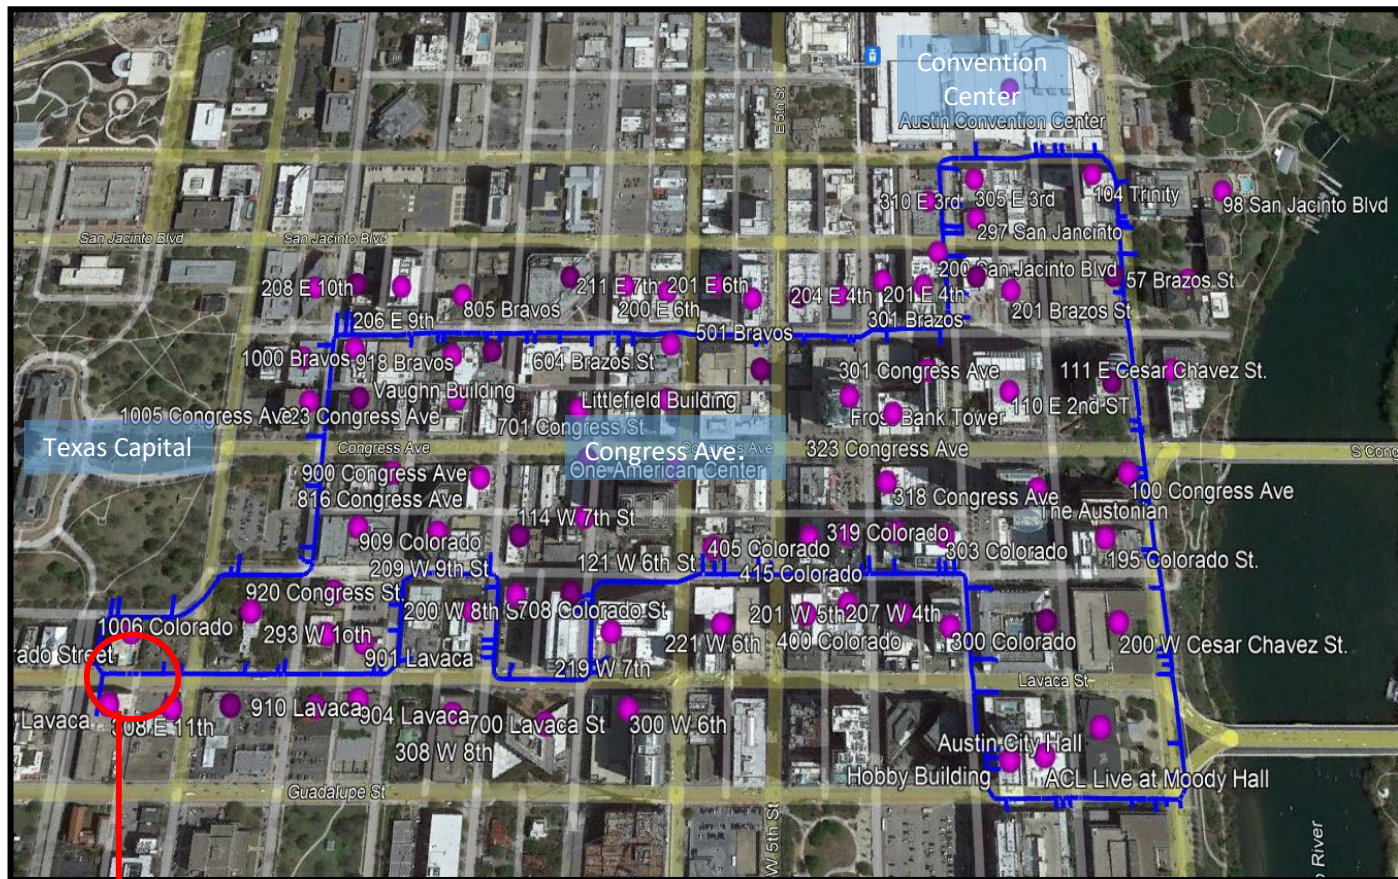 Convention
Center
Austin Convention Center
E 5th St
310 E 3rd
305 E 3rd
104 Trinity
98 San Jacinto Blvd
297 San Jancinto
San Jacinto Blvd
San Jacinto Blvd
200 San Jacinto Blvd
57 Brazos St
208 E 10th
211 E 7th
201 E 6th
204 E 4th
201 E 4th
201 Brazos St
805 Bravos
200 E 6th
206 E 9th
501 Bravos
301 Brazos
1000 Bravos
918 Bravos
604 Brazos St
301 Congress Ave
111 E Cesar Chavez St.
Vaughn Building
Littlefield Building
110 E 2nd ST
1005 Congress Ave
823 Congress Ave
701 Congress St
Frost Bank Tower
Texas Capital
Congress Ave
Congress Ave.
Congress Ave
323 Congress Ave
S Cong
One American Center
900 Congress Ave
816 Congress Ave
318 Congress Ave
100 Congress Ave
The Austonian
114 W 7th St
909 Colorado
319 Colorado
121 W 6th St
405 Colorado
303 Colorado
195 Colorado St.
209 W 9th St
415 Colorado
920 Congress St.
200 W 8th St
708 Colorado St
201 W 5th
207 W 4th
1006 Colorado
293 W 1oth
221 W 6th
400 Colorado
300 Colorado
200 W Cesar Chavez St.
rado Street
901 Lavaca
219 W 7th
Lavaca St
Lavaca
308 E 11th
910 Lavaca
904 Lavaca
700 Lavaca St
300 W 6th
308 W 8th
Austin City Hall
Hobby Building
ACL Live at Moody Hall
Guadalupe St
W 5th St
River